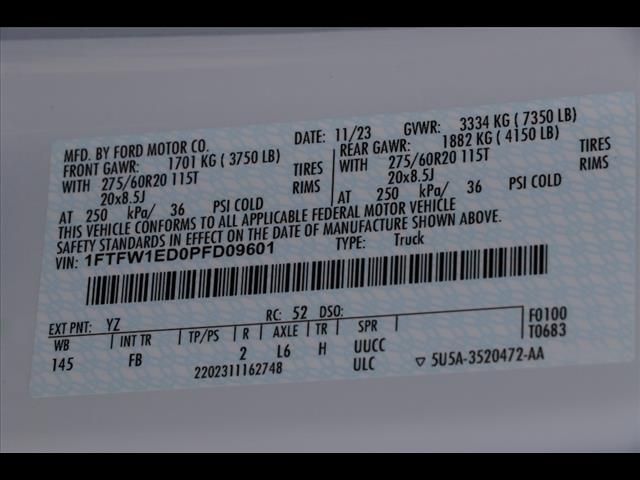 MFD. BY FORD MOTOR CO. DATE: 11/23 GVWR: 3334 KG ( 7350 LB)
FRONT GAWR: 1701 KG ( 3750 LB) REAR GAWR: 1882 KG ( 4150 LB)
WITH 275/60R20 115T TIRES WITH 275/60R20 115T TIRES
20x8.5J RIMS 20x8.5J RIMS
AT 250 kPa/ 36 PSI COLD AT 250 kPa/ 36 PSI COLD
THIS VEHICLE CONFORMS TO ALL APPLICABLE FEDERAL MOTOR VEHICLE
SAFETY STANDARDS IN EFFECT ON THE DATE OF MANUFACTURE SHOWN ABOVE.
VIN: 1FTFW1ED0PFD09601 TYPE: Truck
EXT PNT: YZ RC: 52 DSO: F0100
WB INT TR TP/PS R AXLE TR SPR T0683
145 FB 2 L6 H UUCC
2202311162748 ULC ▽ 5U5A-3520472-AA